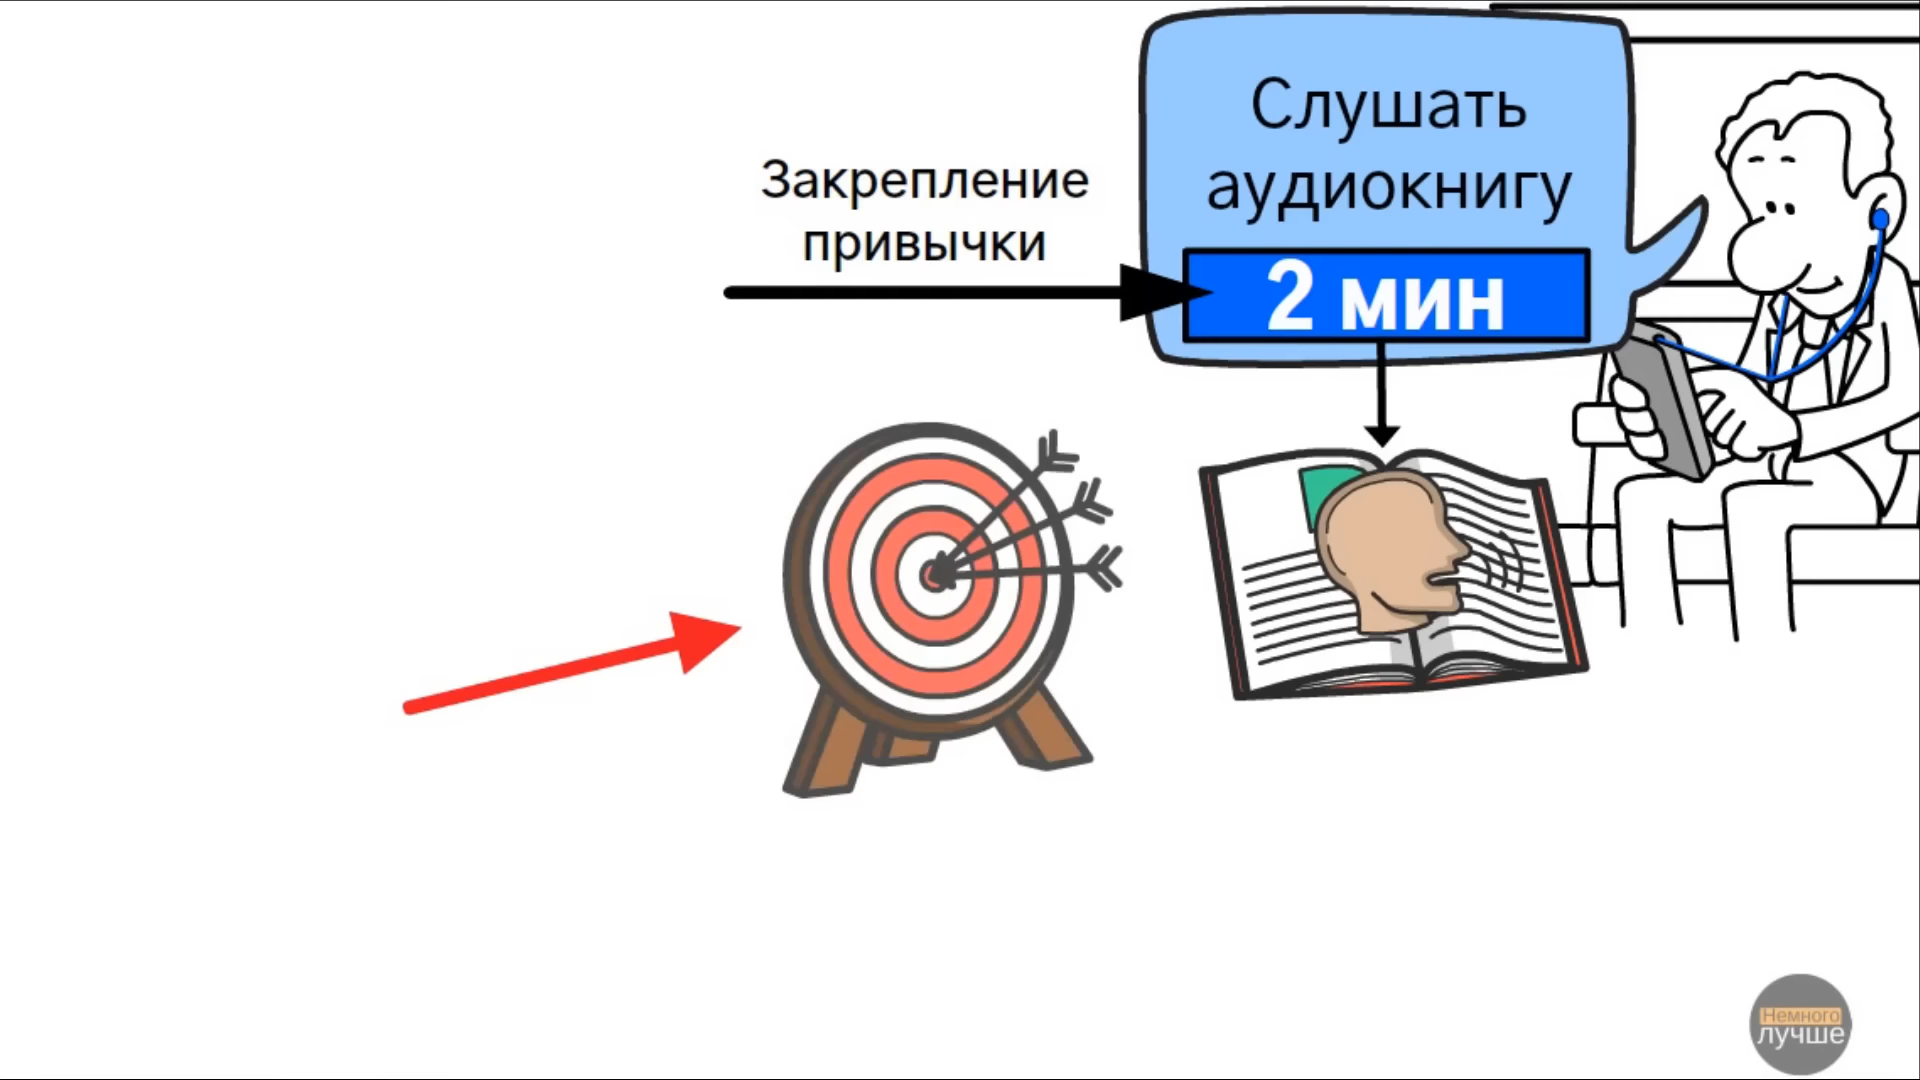 Закрепление
привычки
Слушать
аудиокнигу
2 мин
Немного
лучше